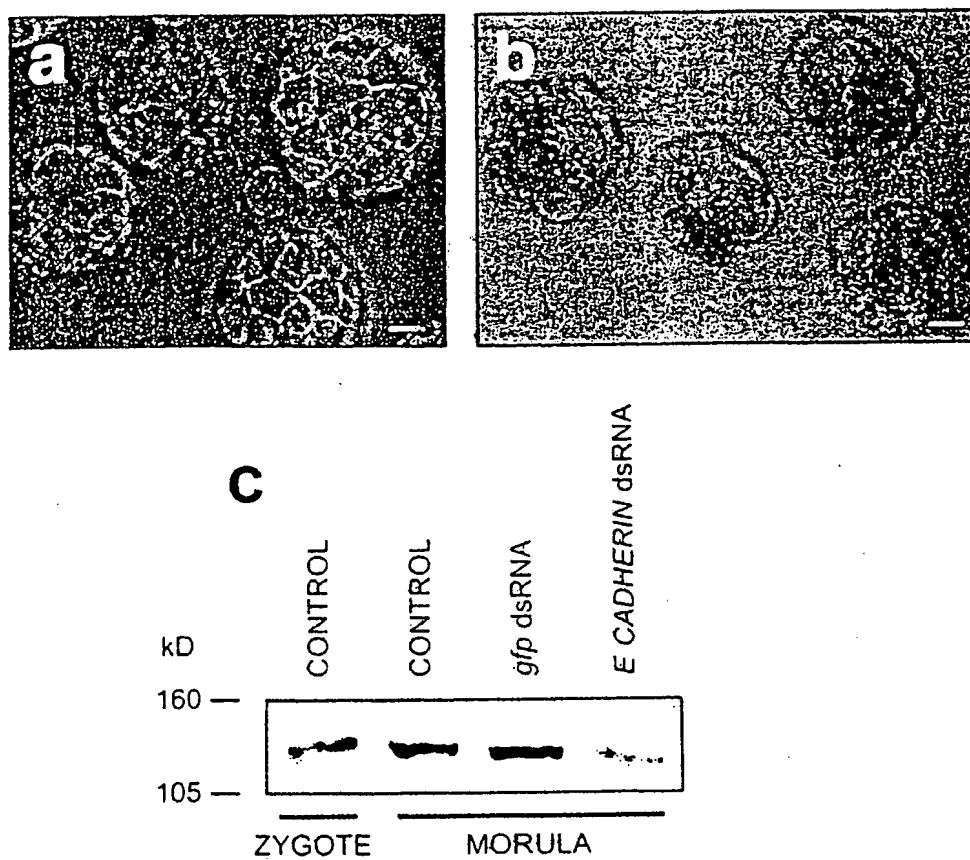 a
b
C
kD
CONTROL
CONTROL
gfp dsRNA
E CADHERIN dsRNA
160
105
ZYGOTE
MORULA